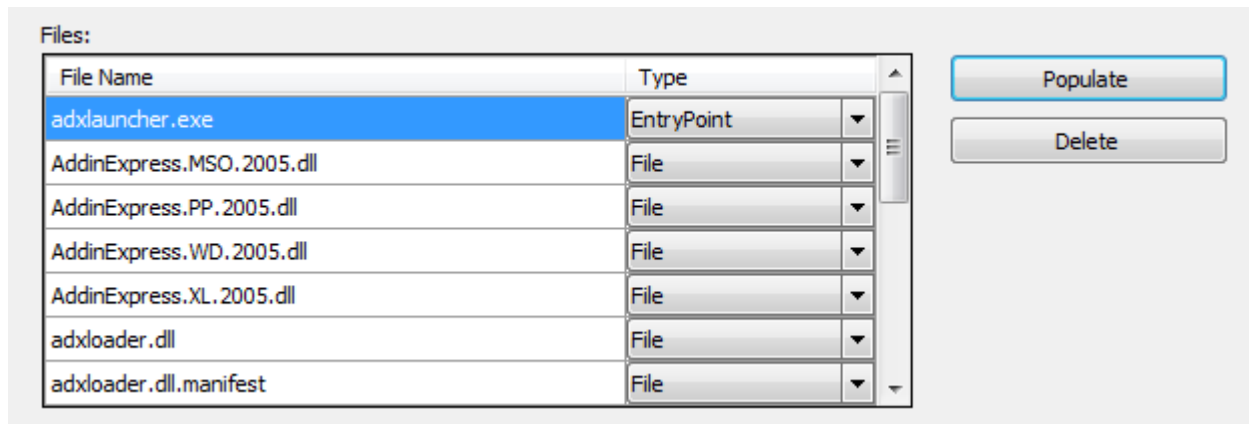 Files:
File Name Type
adxlauncher.exe EntryPoint
AddinExpress.MSO.2005.dll File
AddinExpress.PP.2005.dll File
AddinExpress.WD.2005.dll File
AddinExpress.XL.2005.dll File
adxloader.dll File
adxloader.dll.manifest File
Populate
Delete